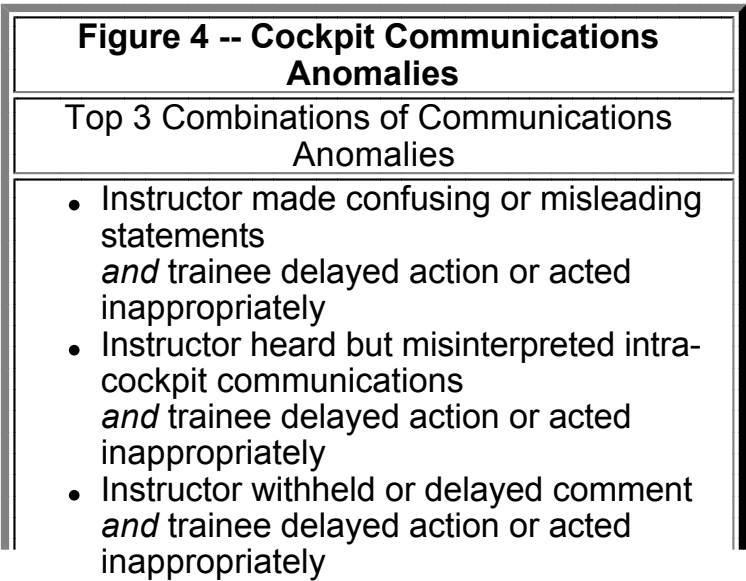 Figure 4 -- Cockpit Communications
Anomalies
Top 3 Combinations of Communications
Anomalies
• Instructor made confusing or misleading
statements
and trainee delayed action or acted
inappropriately
• Instructor heard but misinterpreted intra-
cockpit communications
and trainee delayed action or acted
inappropriately
• Instructor withheld or delayed comment
and trainee delayed action or acted
inappropriately